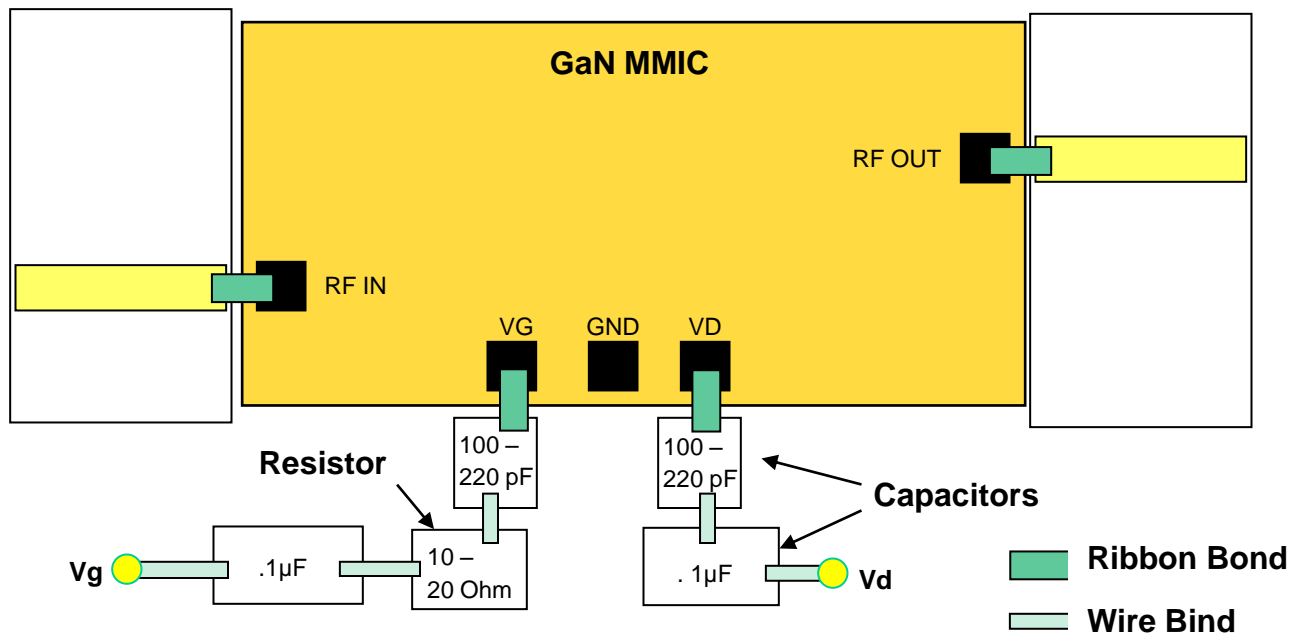 GaN MMIC
RF OUT
RF IN
VG
GND
VD
100 –
220 pF
100 –
220 pF
Resistor
Capacitors
Vg
.1µF
10 –
20 Ohm
. 1µF
Vd
Ribbon Bond
Wire Bind